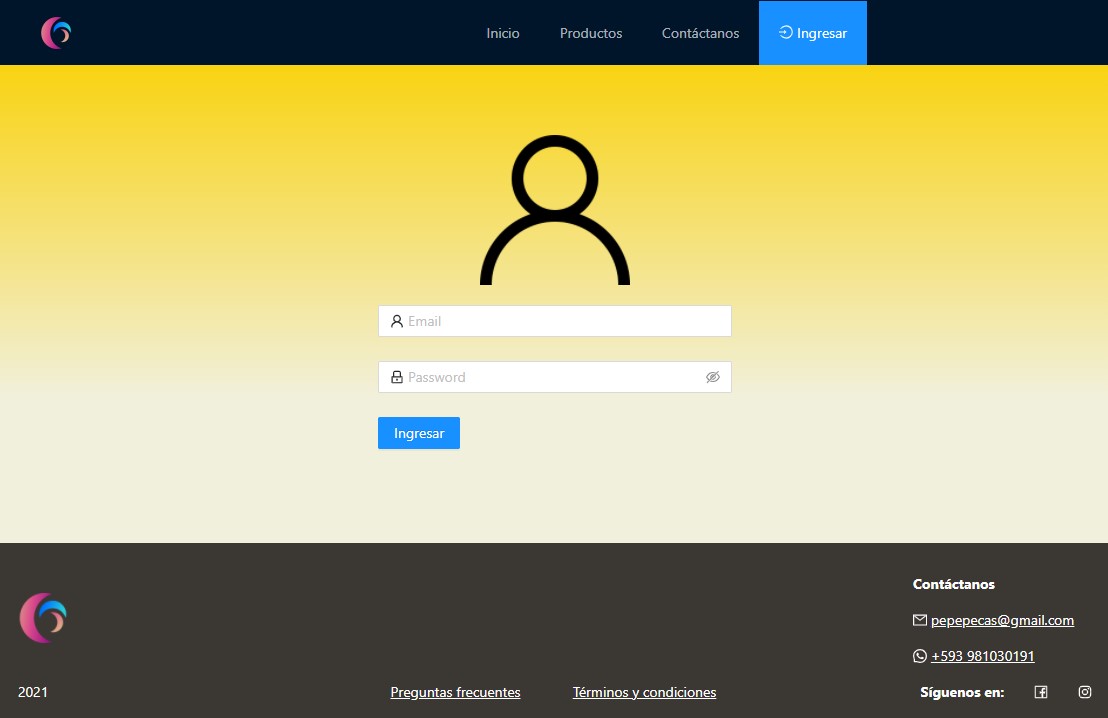 Inicio Productos Contáctanos Ingresar
Email
Password
Ingresar
Contáctanos
pepepecas@gmail.com
+593 981030191
2021 Preguntas frecuentes Términos y condiciones Síguenos en: